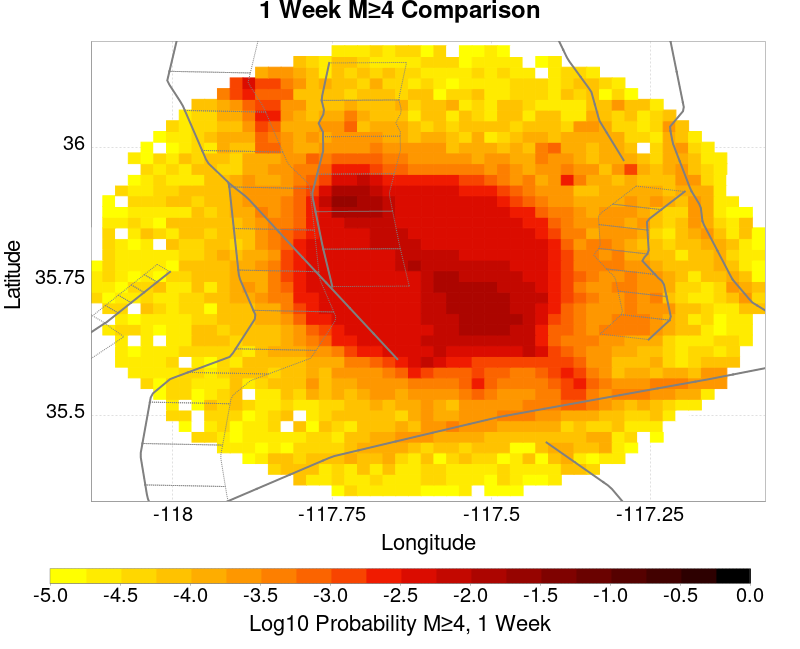 1 Week M≥4 Comparison
36
35.75
35.5
Latitude
-118 -117.75 -117.5 -117.25
Longitude
-5.0 -4.5 -4.0 -3.5 -3.0 -2.5 -2.0 -1.5 -1.0 -0.5 0.0
Log10 Probability M≥4, 1 Week